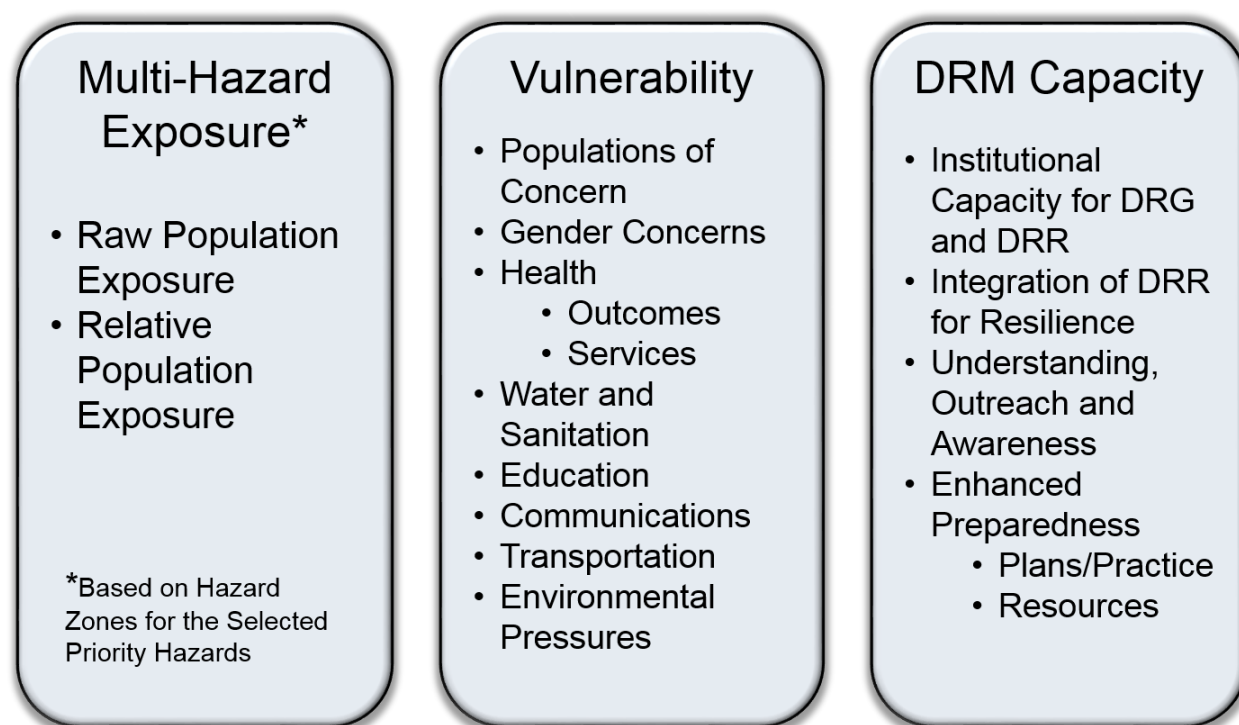 Multi-Hazard
Exposure*
• Raw Population
Exposure
• Relative
Population
Exposure
*Based on Hazard
Zones for the Selected
Priority Hazards
Vulnerability
• Populations of
Concern
• Gender Concerns
• Health
• Outcomes
• Services
• Water and
Sanitation
• Education
• Communications
• Transportation
• Environmental
Pressures
DRM Capacity
• Institutional
Capacity for DRG
and DRR
• Integration of DRR
for Resilience
• Understanding,
Outreach and
Awareness
• Enhanced
Preparedness
• Plans/Practice
• Resources